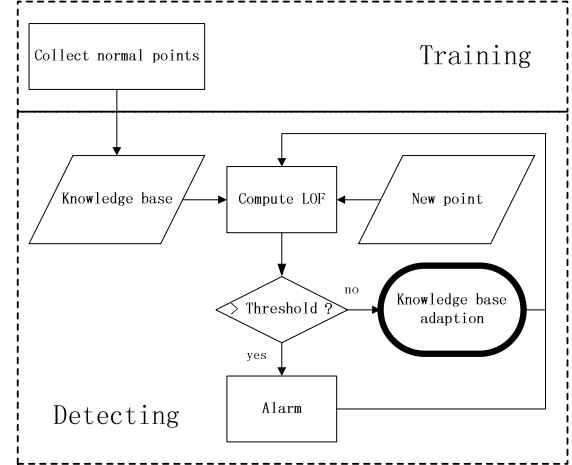 Collect normal points
Training
Knowledge base
Compute LOF
New point
> Threshold ?
no
Knowledge base
adaption
yes
Alarm
Detecting